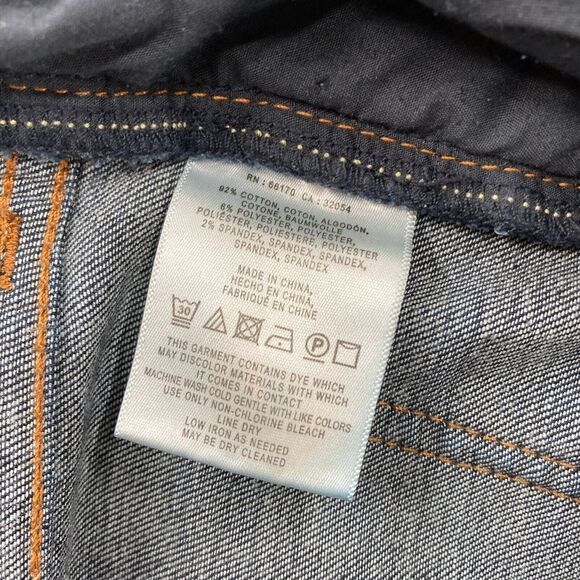 RN : 66170 CA : 32054
92% COTTON, COTON, ALGODÓN,
COTONE, BAUMWOLLE
6% POLYESTER, POLYESTER,
POLIÉSTER, POLIESTERE, POLYESTER
2% SPANDEX, SPANDEX,
SPANDEX, SPANDEX,
SPANDEX
MADE IN CHINA,
HECHO EN CHINA,
FABRIQUÉ EN CHINE
30 P
THIS GARMENT CONTAINS DYE WHICH
MAY DISCOLOR MATERIALS WITH WHICH
IT COMES IN CONTACT
MACHINE WASH COLD GENTLE WITH LIKE COLORS
USE ONLY NON-CHLORINE BLEACH
LINE DRY
LOW IRON AS NEEDED
MAY BE DRY CLEANED